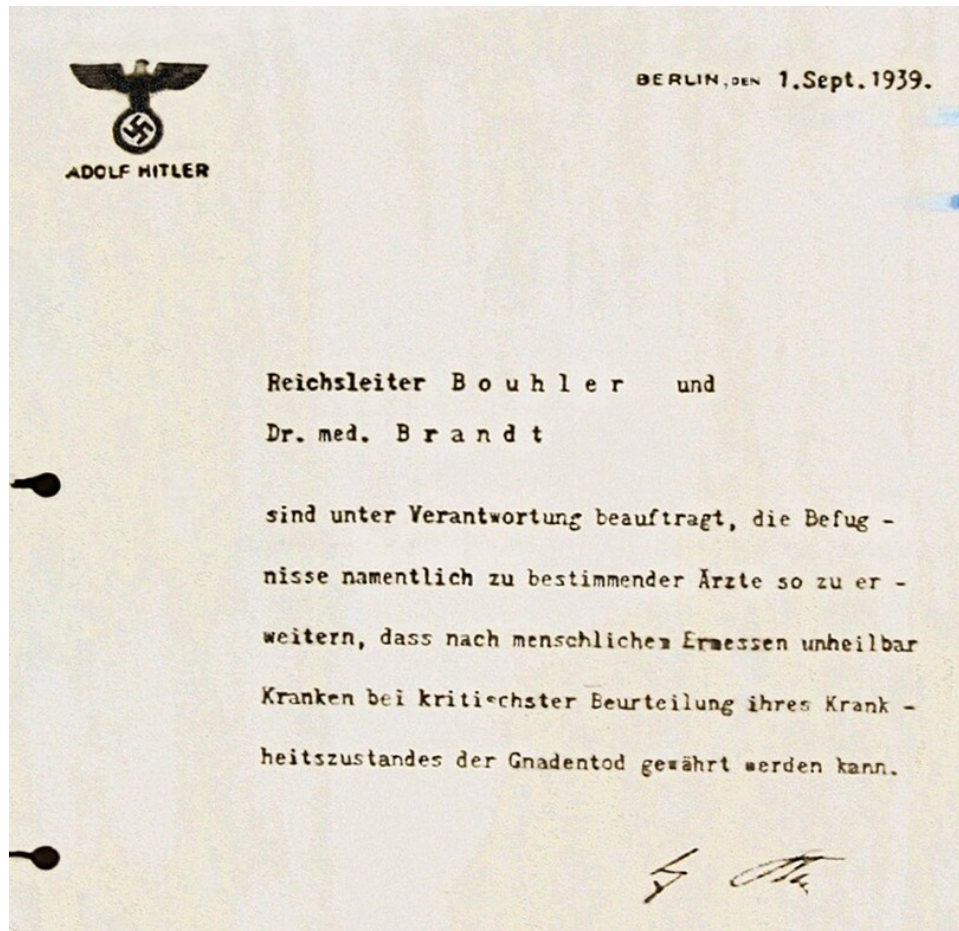 ADOLF HITLER
BERLIN, DEN 1.Sept.1939.
Reichsleiter B o u h l e r und
Dr. med. B r a n d t
sind unter Verantwortung beauftragt, die Befug -
nisse namentlich zu bestimmender Ärzte so zu er -
weitern, dass nach menschlichem Ermessen unheilbar
Kranken bei kritischster Beurteilung ihres Krank -
heitszustandes der Gnadentod gewährt werden kann.